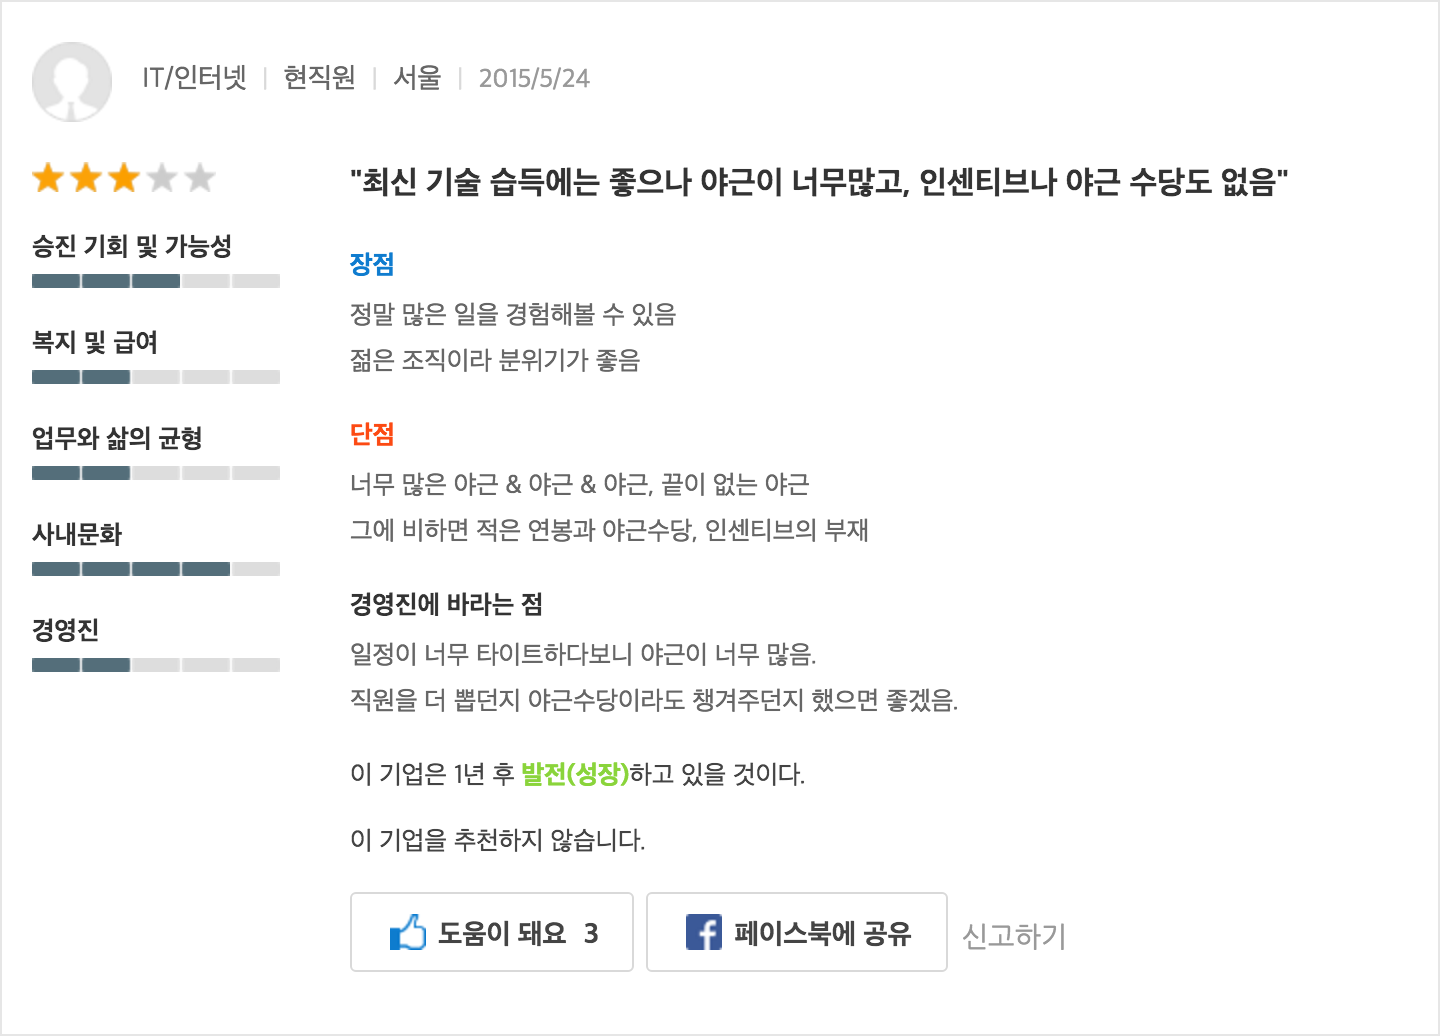 IT/인터넷 | 현직원 | 서울 | 2015/5/24
"최신 기술 습득에는 좋으나 야근이 너무많고, 인센티브나 야근 수당도 없음"
승진 기회 및 가능성
복지 및 급여
업무와 삶의 균형
사내문화
경영진
장점
정말 많은 일을 경험해볼 수 있음
젊은 조직이라 분위기가 좋음
단점
너무 많은 야근 & 야근 & 야근, 끝이 없는 야근
그에 비하면 적은 연봉과 야근수당, 인센티브의 부재
경영진에 바라는 점
일정이 너무 타이트하다보니 야근이 너무 많음.
직원을 더 뽑던지 야근수당이라도 챙겨주던지 했으면 좋겠음.
이 기업은 1년 후 발전(성장)하고 있을 것이다.
이 기업을 추천하지 않습니다.
도움이 돼요 3
페이스북에 공유
신고하기